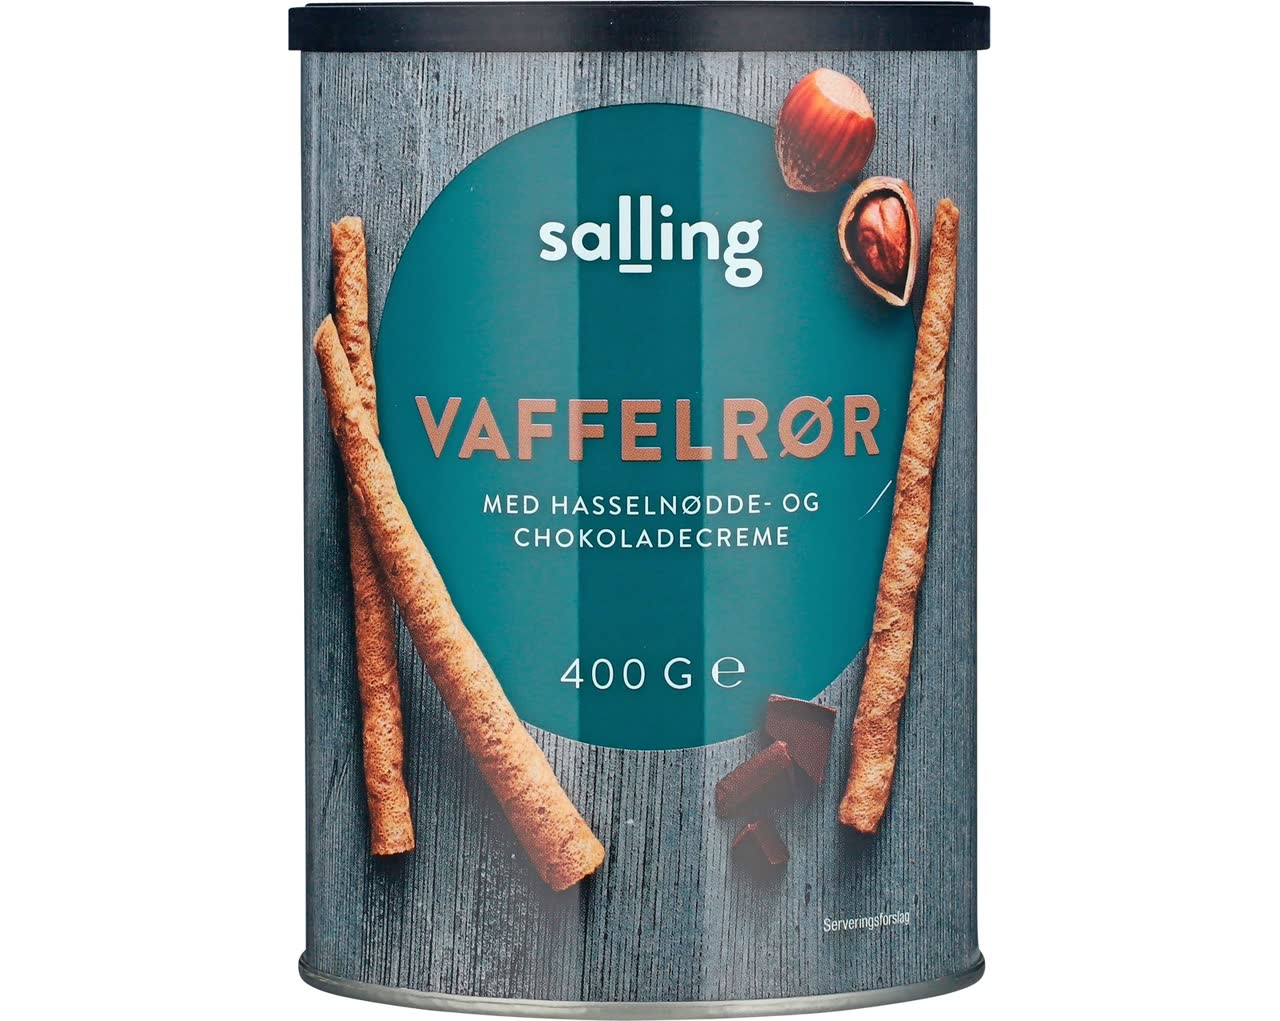 salling
VAFFELRØR
MED HASSELNØDDE- OG
CHOKOLADECREME
400 G ℮
Serveringsforslag